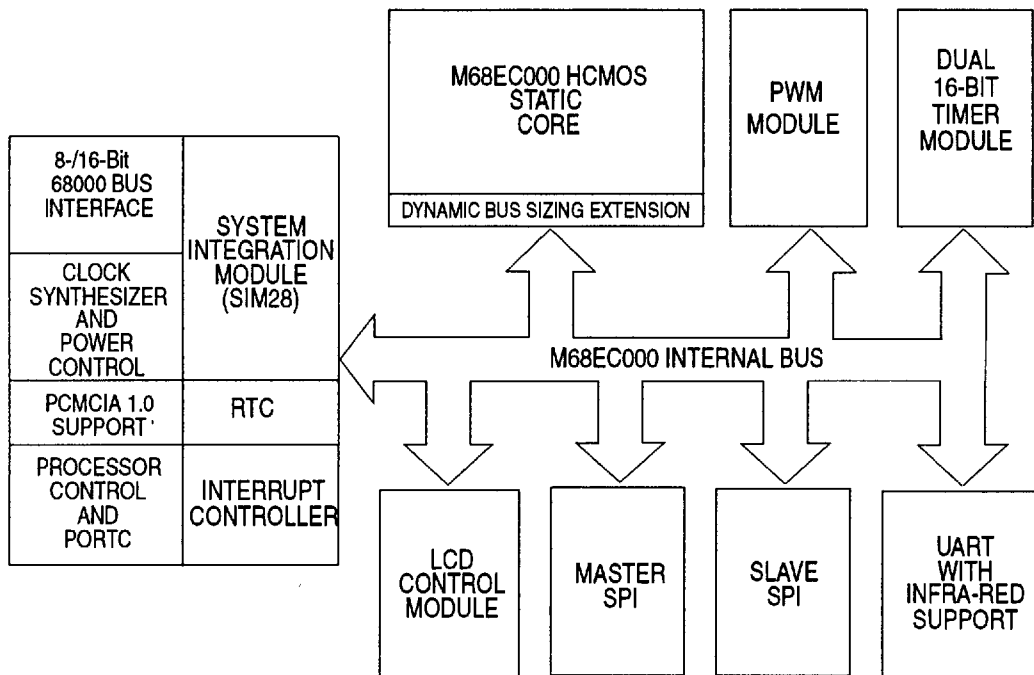 M68EC000 HCMOS
STATIC
CORE
DYNAMIC BUS SIZING EXTENSION
PWM
MODULE
DUAL
16-BIT
TIMER
MODULE
8-/16-Bit
68000 BUS
INTERFACE
SYSTEM
INTEGRATION
MODULE
(SIM28)
CLOCK
SYNTHESIZER
AND
POWER
CONTROL
PCMCIA 1.0
SUPPORT
RTC
PROCESSOR
CONTROL
AND
PORTC
INTERRUPT
CONTROLLER
M68EC000 INTERNAL BUS
LCD
CONTROL
MODULE
MASTER
SPI
SLAVE
SPI
UART
WITH
INFRA-RED
SUPPORT